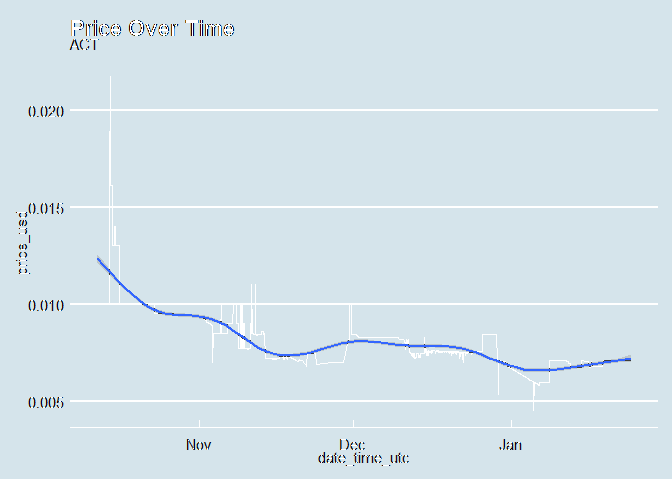 Price Over Time
ACT
0.020
0.015
0.010
0.005
price_usd
Nov
Dec
Jan
date_time_utc